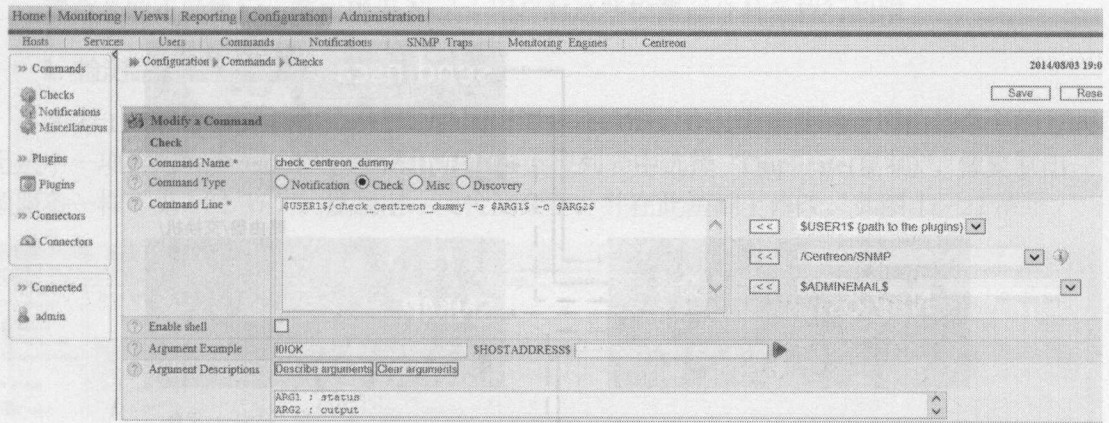 Home Monitoring Views Reporting Configuration Administration
Hosts Services Users Commands Notifications SNMP Traps Monitoring Engines Centreon
Commands
Checks
Notifications
Miscellaneous
Plugins
Plugins
Connectors
Connectors
Connected
admin
Configuration Commands Checks
2014/08/03 19:0
Save Rese
Modify a Command
Check
Command Name * check_centreon_dummy
Command Type Notification Check Misc Discovery
Command Line * $USER1$/check_centreon_dummy -s $ARG1$ -o $ARG2$
<< $USER1$ (path to the plugins)
<< /Centreon/SNMP
<< $ADMINEMAIL$
Enable shell
Argument Example !0!OK $HOSTADDRESS$
Argument Descriptions Describe arguments Clear arguments
ARG1 : status
ARG2 : output